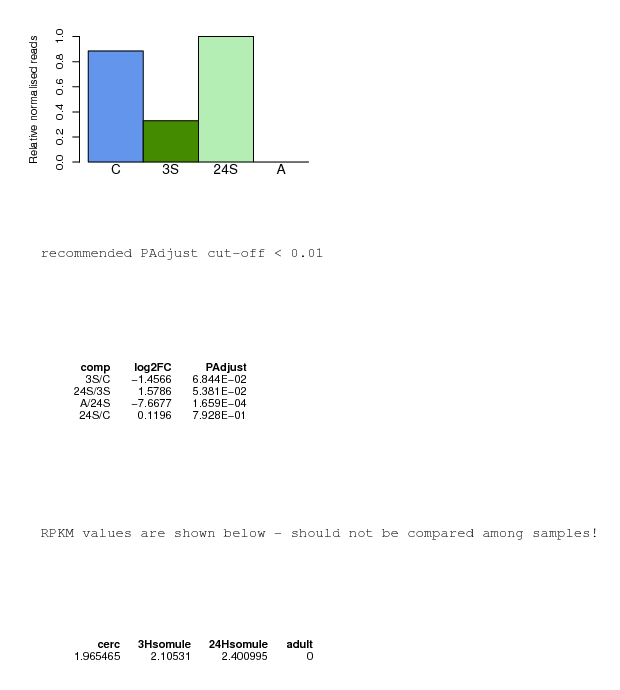 Relative normalised reads
1.0
0.8
0.6
0.4
0.2
0.0
C 3S 24S A
recommended PAdjust cut-off < 0.01
comp log2FC PAdjust
3S/C −1.4566 6.844E−02
24S/3S 1.5786 5.381E−02
A/24S −7.6677 1.659E−04
24S/C 0.1196 7.928E−01
RPKM values are shown below - should not be compared among samples!
cerc 3Hsomule 24Hsomule adult
1.965465 2.10531 2.400995 0